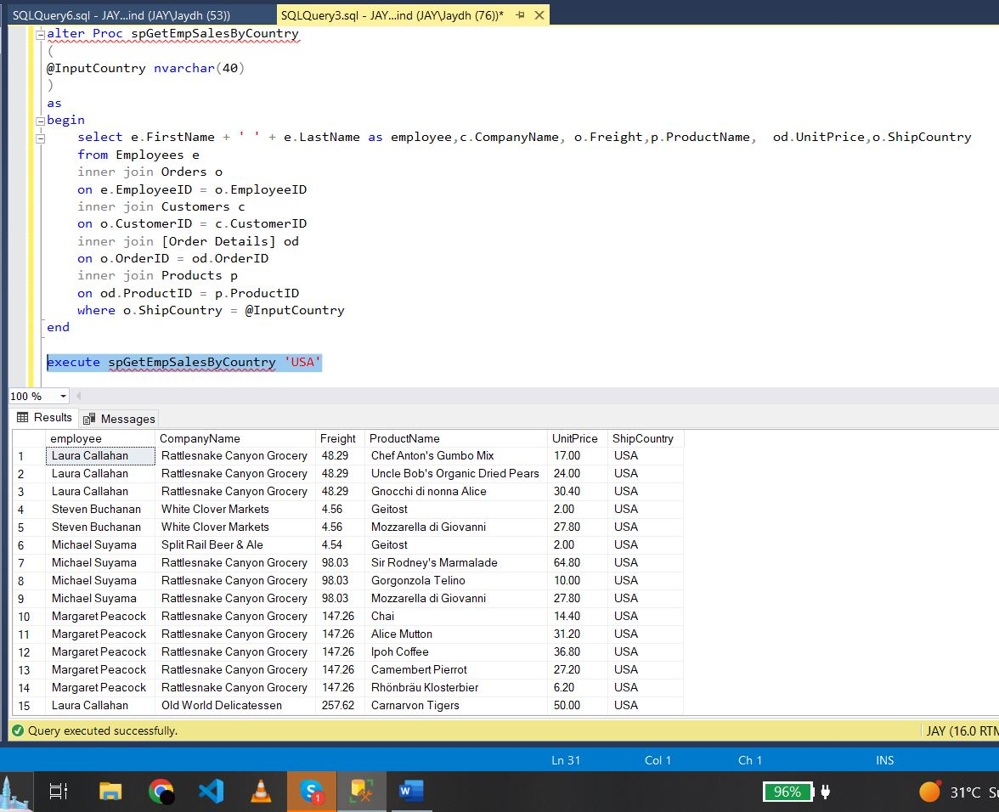 SQLQuery6.sql - JAY...ind (JAY\Jaydh (53)) SQLQuery3.sql - JAY...ind (JAY\Jaydh (76))*
alter Proc spGetEmpSalesByCountry
(
@InputCountry nvarchar(40)
)
as
begin
select e.FirstName + ' ' + e.LastName as employee,c.CompanyName, o.Freight,p.ProductName, od.UnitPrice,o.ShipCountry
from Employees e
inner join Orders o
on e.EmployeeID = o.EmployeeID
inner join Customers c
on o.CustomerID = c.CustomerID
inner join [Order Details] od
on o.OrderID = od.OrderID
inner join Products p
on od.ProductID = p.ProductID
where o.ShipCountry = @InputCountry
end
execute spGetEmpSalesByCountry 'USA'
100 %
Results Messages
employee CompanyName Freight ProductName UnitPrice ShipCountry
1 Laura Callahan Rattlesnake Canyon Grocery 48.29 Chef Anton's Gumbo Mix 17.00 USA
2 Laura Callahan Rattlesnake Canyon Grocery 48.29 Uncle Bob's Organic Dried Pears 24.00 USA
3 Laura Callahan Rattlesnake Canyon Grocery 48.29 Gnocchi di nonna Alice 30.40 USA
4 Steven Buchanan White Clover Markets 4.56 Geitost 2.00 USA
5 Steven Buchanan White Clover Markets 4.56 Mozzarella di Giovanni 27.80 USA
6 Michael Suyama Split Rail Beer & Ale 4.54 Geitost 2.00 USA
7 Michael Suyama Rattlesnake Canyon Grocery 98.03 Sir Rodney's Marmalade 64.80 USA
8 Michael Suyama Rattlesnake Canyon Grocery 98.03 Gorgonzola Telino 10.00 USA
9 Michael Suyama Rattlesnake Canyon Grocery 98.03 Mozzarella di Giovanni 27.80 USA
10 Margaret Peacock Rattlesnake Canyon Grocery 147.26 Chai 14.40 USA
11 Margaret Peacock Rattlesnake Canyon Grocery 147.26 Alice Mutton 31.20 USA
12 Margaret Peacock Rattlesnake Canyon Grocery 147.26 Ipoh Coffee 36.80 USA
13 Margaret Peacock Rattlesnake Canyon Grocery 147.26 Camembert Pierrot 27.20 USA
14 Margaret Peacock Rattlesnake Canyon Grocery 147.26 Rhönbräu Klosterbier 6.20 USA
15 Laura Callahan Old World Delicatessen 257.62 Carnarvon Tigers 50.00 USA
Query executed successfully. JAY (16.0 RTM
Ln 31 Col 1 Ch 1 INS
S 1 W 96% 31°C Su